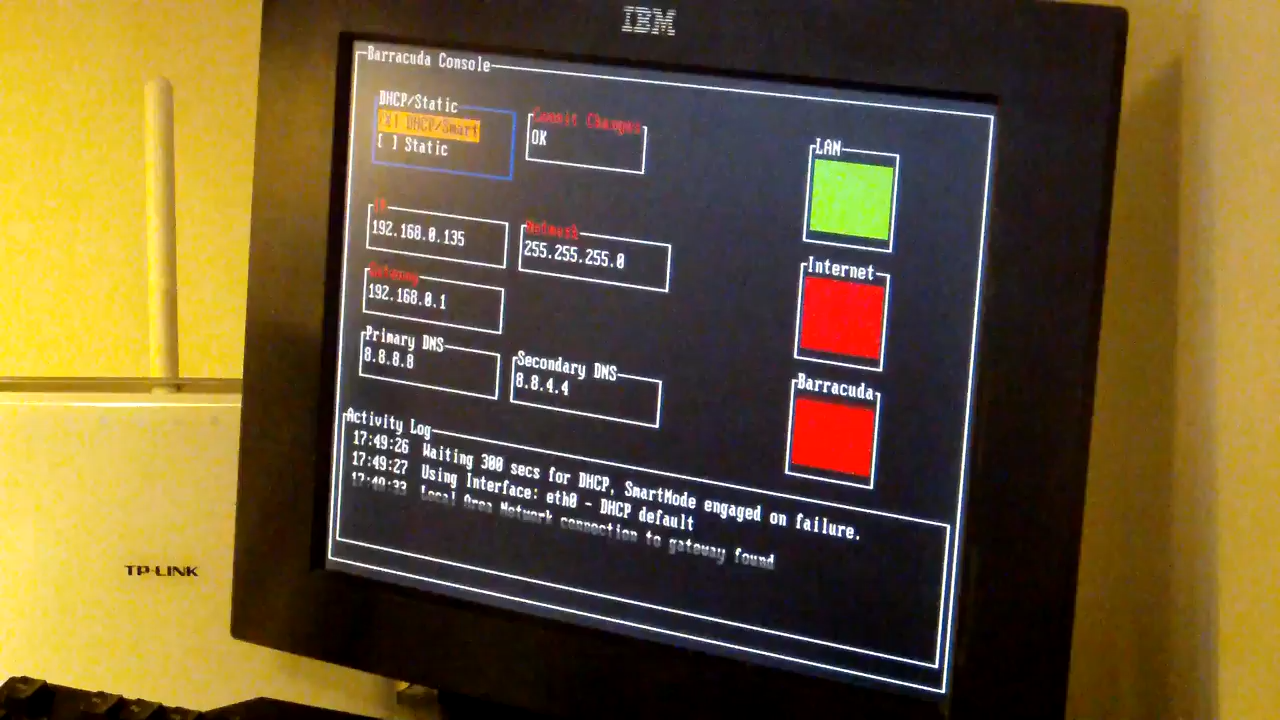 IBM
Barracuda Console
DHCP/Static
[X] DHCP/Smart
[ ] Static
Commit Changes
OK
LAN
IP
192.168.0.135
Netmask
255.255.255.0
Internet
Gateway
192.168.0.1
Primary DNS
8.8.8.8
Secondary DNS
8.8.4.4
Barracuda
Activity Log
17:49:26 Waiting 300 secs for DHCP, SmartMode engaged on failure.
17:49:27 Using Interface: eth0 - DHCP default
17:49:33 Local Area Network connection to gateway found
TP-LINK